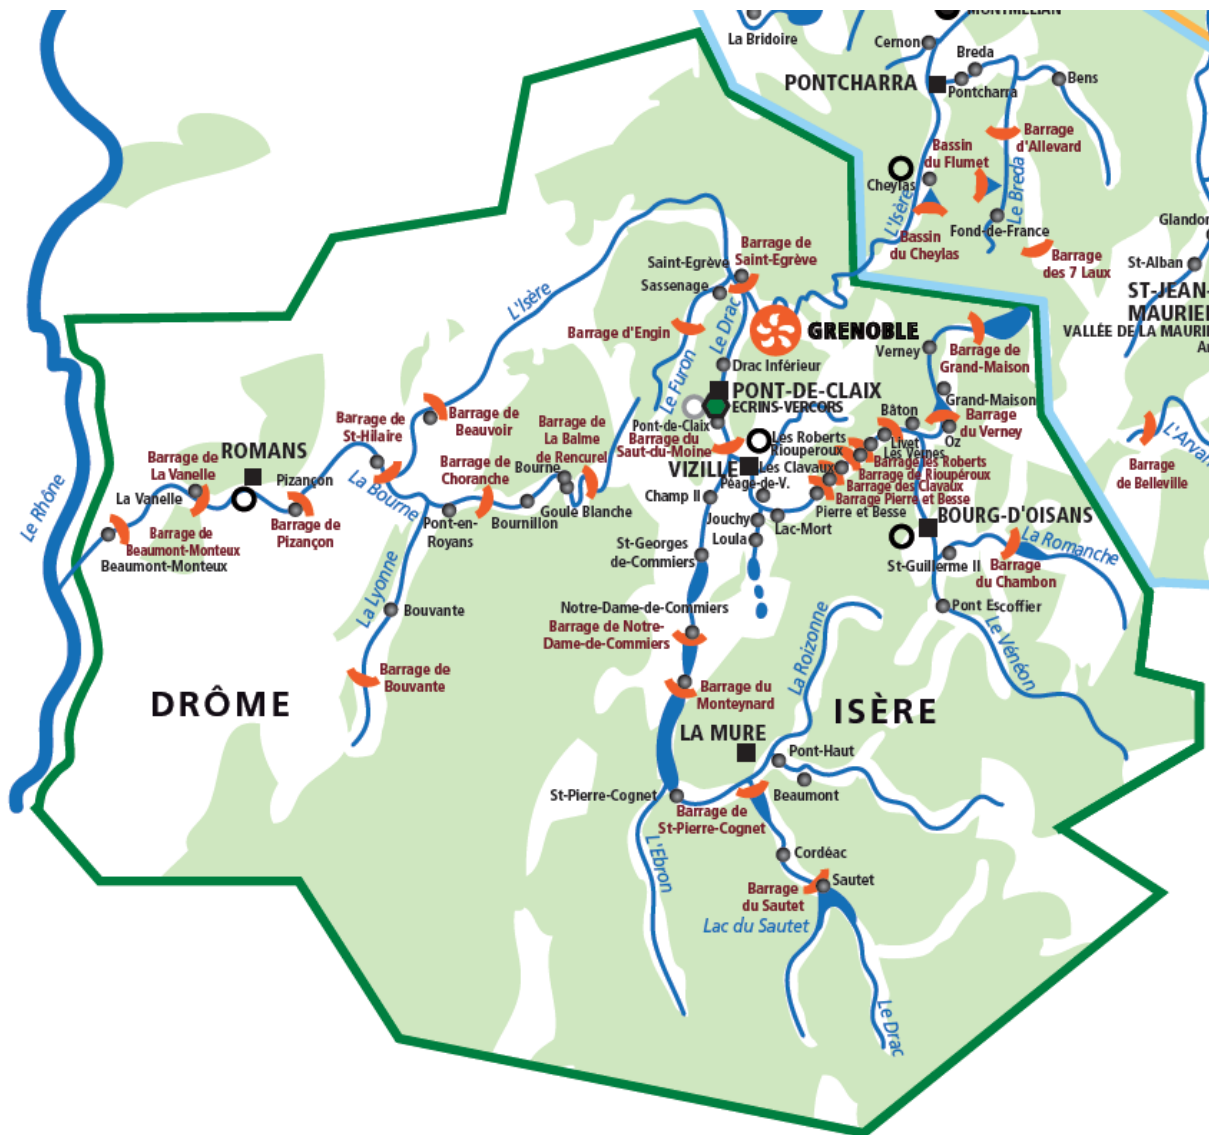 MONTMÉLIAN
La Bridoire
Cernon
Breda
PONTCHARRA
Pontcharra
Bens
Barrage
d'Allevard
Bassin
du Flumet
Cheylas
Le Breda
L'Isère
Fond-de-France
Bassin
du Cheylas
Barrage
des 7 Laux
Glandon
St-Alban
ST-JEAN-
MAURIE
VALLÉE DE LA MAURI
Barrage de
Saint-Egrève
Saint-Egrève
Sassenage
L'Isère
Barrage d'Engin
Le Drac
GRENOBLE
Le Furon
Drac Inférieur
Verney
Barrage de
Grand-Maison
PONT-DE-CLAIX
ECRINS-VERCORS
Grand-Maison
Pont-de-Claix
Bâton
Barrage
du Verney
Oz
Livet
Les Vernes
Barrage du
Saut-du-Moine
Les Roberts
Riouperoux
VIZILLE
Les Clavaux
Péage-de-V.
Barrage les Roberts
Barrage de Riouperoux
Barrage des Clavaux
Barrage Pierre et Besse
Pierre et Besse
Champ II
Jouchy
Loula
Lac-Mort
Barrage de
Beauvoir
Barrage de
St-Hilaire
Barrage de
La Balme
de Rencurel
ROMANS
Barrage de
La Vanelle
Pizançon
Barrage de
Choranche
Bourne
La Bourne
La Vanelle
Goule Blanche
Bournillon
Pont-en-
Royans
Barrage de
Pizançon
Barrage de
Beaumont-Monteux
Beaumont-Monteux
Le Rhône
L'Arvan
Barrage
de Belleville
BOURG-D'OISANS
La Romanche
St-Guillerme II
Barrage
du Chambon
St-Georges
de-Commiers
La Lyonne
Bouvante
Notre-Dame-de-Commiers
Barrage de Notre-
Dame-de-Commiers
Pont Escoffier
Le Vénéon
La Roizonne
Barrage de
Bouvante
Barrage du
Monteynard
DRÔME
ISÈRE
LA MURE
Pont-Haut
St-Pierre-Cognet
Beaumont
Barrage de
St-Pierre-Cognet
L'Ebron
Cordéac
Barrage
du Sautet
Sautet
Lac du Sautet
Le Drac